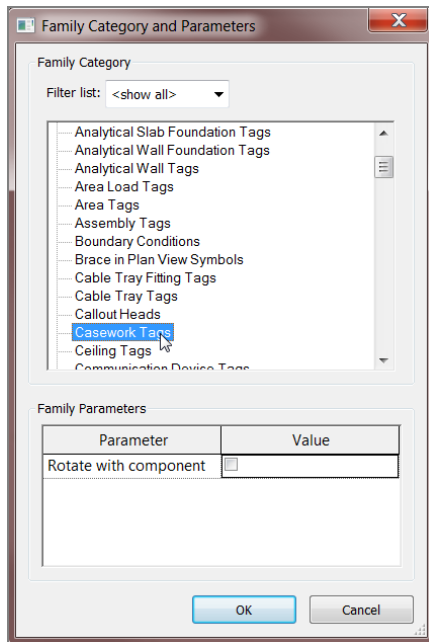 Family Category and Parameters
Family Category
Filter list: <show all>
Analytical Slab Foundation Tags
Analytical Wall Foundation Tags
Analytical Wall Tags
Area Load Tags
Area Tags
Assembly Tags
Boundary Conditions
Brace in Plan View Symbols
Cable Tray Fitting Tags
Cable Tray Tags
Callout Heads
Casework Tags
Ceiling Tags
Communication Device Tags
Family Parameters
Parameter Value
Rotate with component
OK Cancel